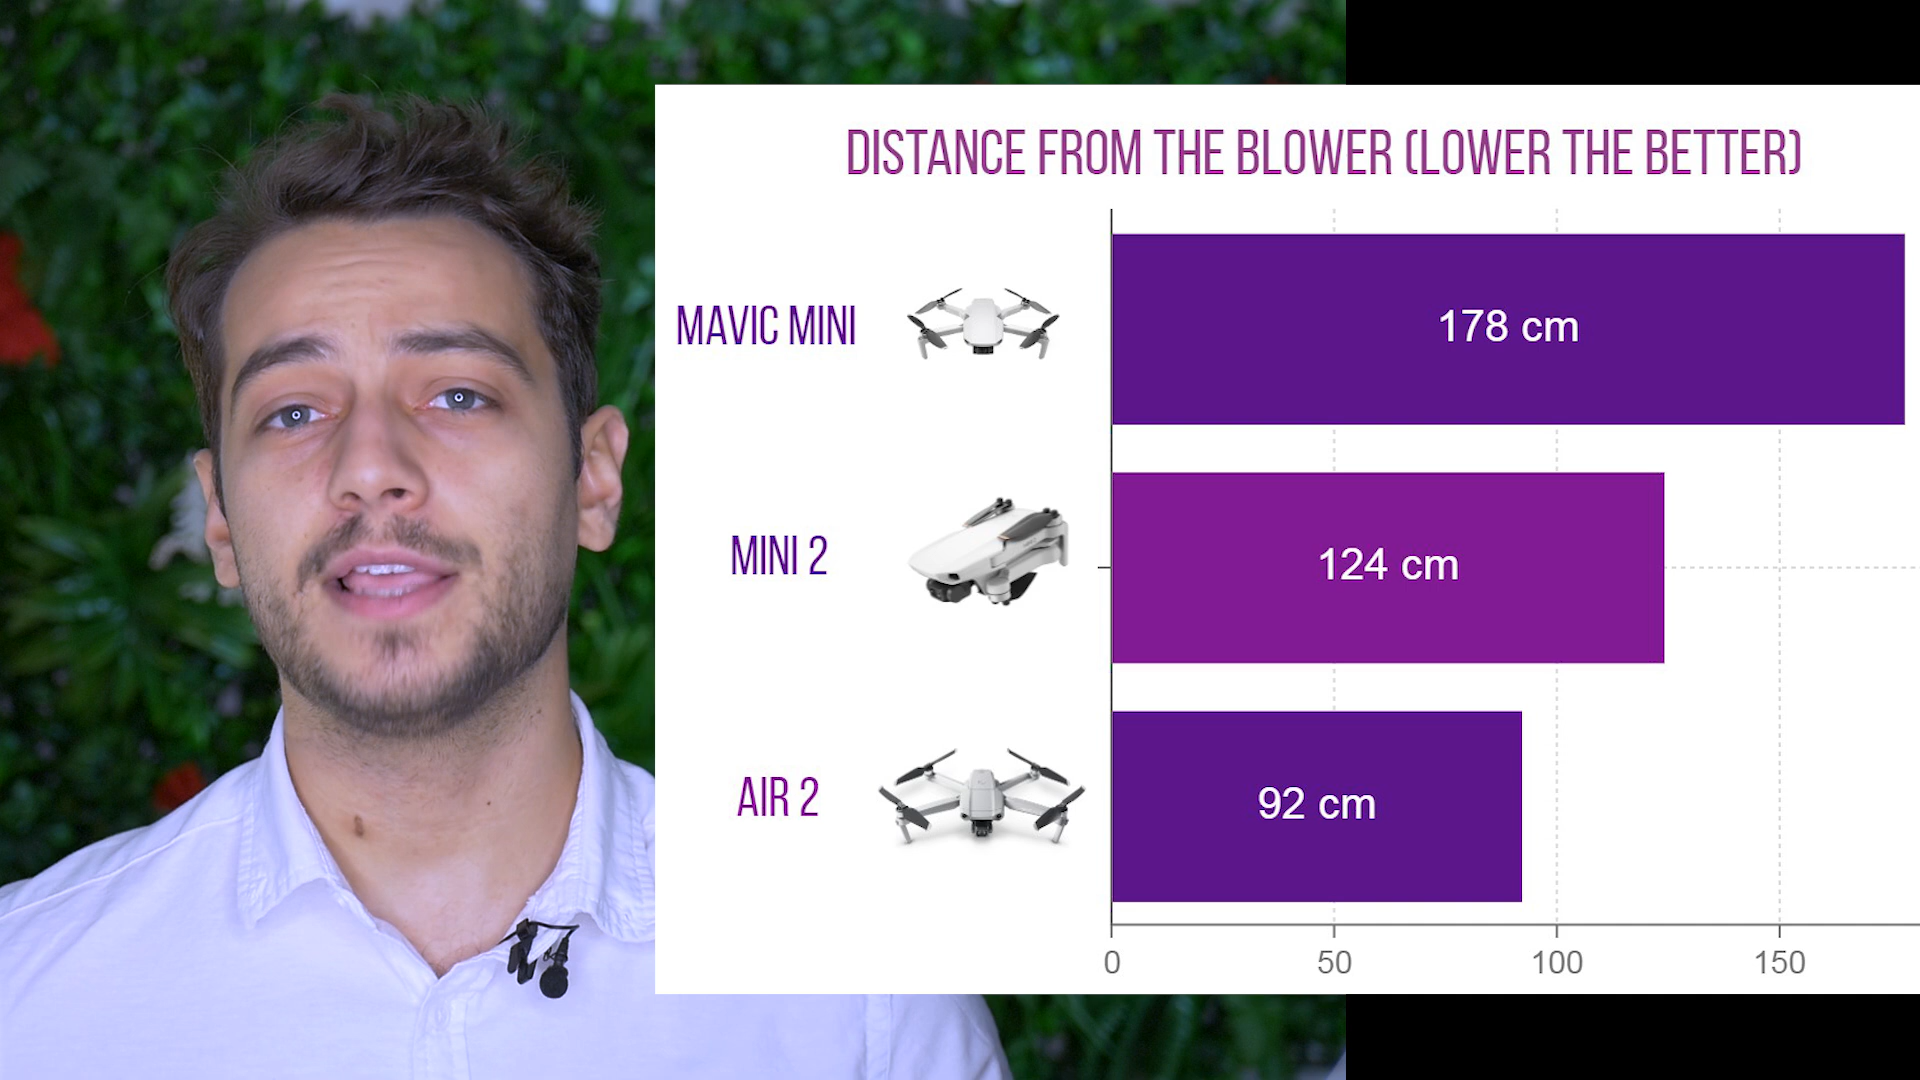 DISTANCE FROM THE BLOWER (LOWER THE BETTER)
MAVIC MINI
178 cm
MINI 2
124 cm
AIR 2
92 cm
0
50
100
150